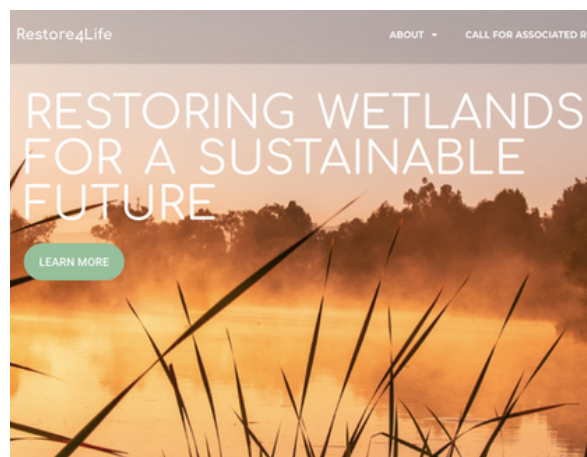 Restore4Life
ABOUT
CALL FOR ASSOCIATED
RESTORING WETLANDS
FOR A SUSTAINABLE
FUTURE
LEARN MORE